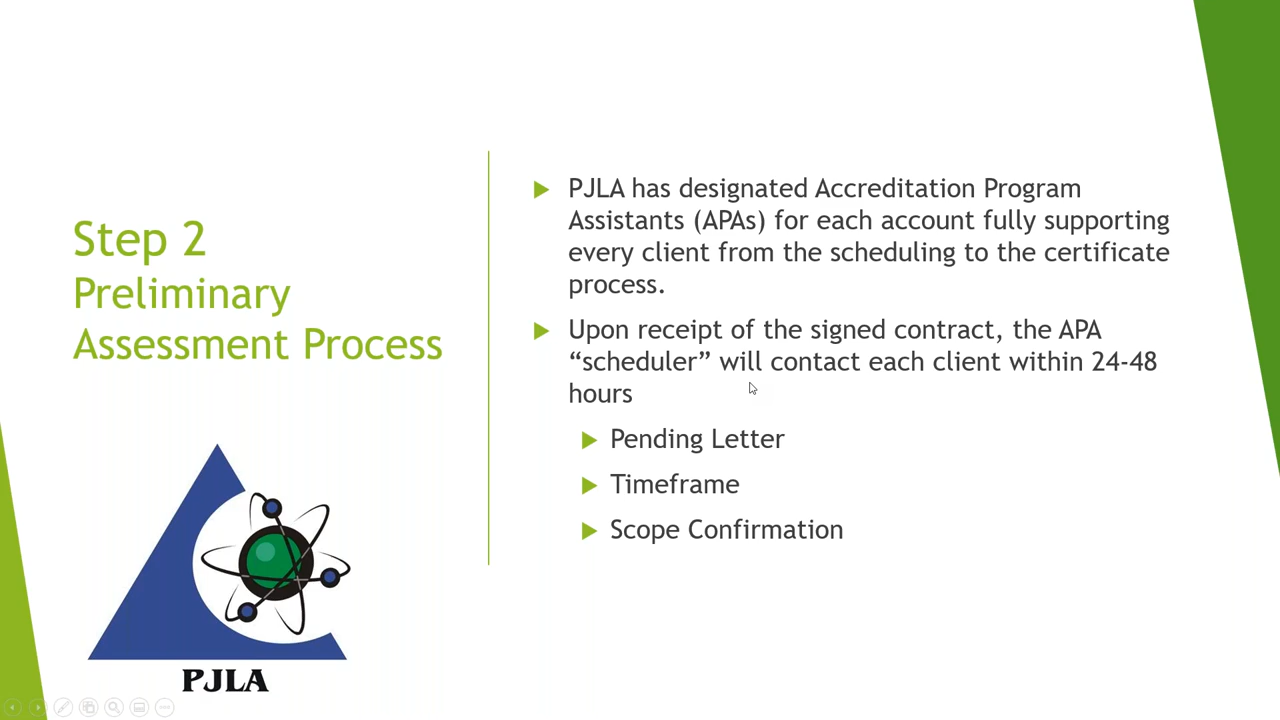 Step 2
Preliminary
Assessment Process
PJLA has designated Accreditation Program
Assistants (APAs) for each account fully supporting
every client from the scheduling to the certificate
process.
Upon receipt of the signed contract, the APA
“scheduler” will contact each client within 24-48
hours
Pending Letter
Timeframe
Scope Confirmation
PJLA